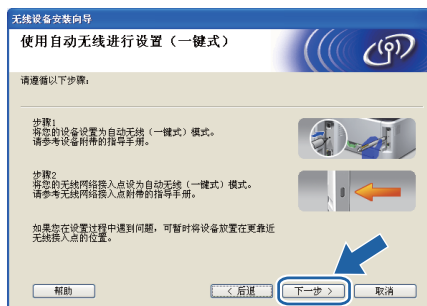 无线设备安装向导
使用自动无线进行设置（一键式）
请遵循以下步骤：
步骤1
将您的设备设置为自动无线（一键式）模式。
请参考设备附带的指导手册。
步骤2
将您的无线网络接入点设为自动无线（一键式）模式。
请参考无线网络接入点附带的指导手册。
如果您在设置过程中遇到问题，可暂时将设备放置在更靠近
无线接入点的位置。
帮助
< 后退
下一步 >
取消